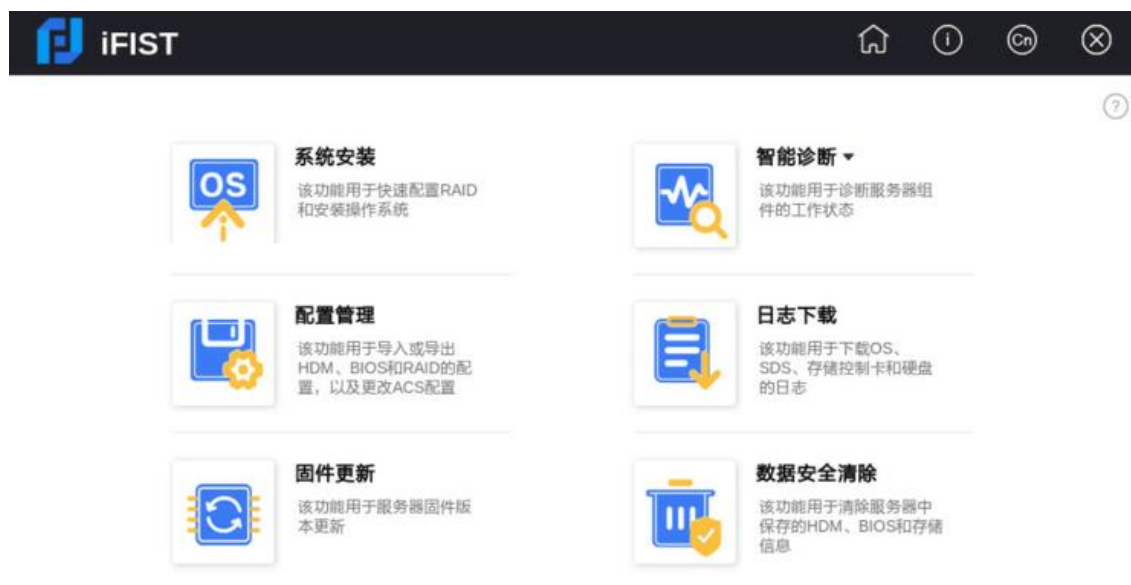 iFIST
Cn
?
系统安装
该功能用于快速配置RAID
和安装操作系统
智能诊断
该功能用于诊断服务器组
件的工作状态
OS
配置管理
该功能用于导入或导出
HDM、BIOS和RAID的配
置，以及更改ACS配置
日志下载
该功能用于下载OS、
SDS、存储控制卡和硬盘
的日志
固件更新
该功能用于服务器固件版
本更新
数据安全清除
该功能用于清除服务器中
保存的HDM、BIOS和存储
信息